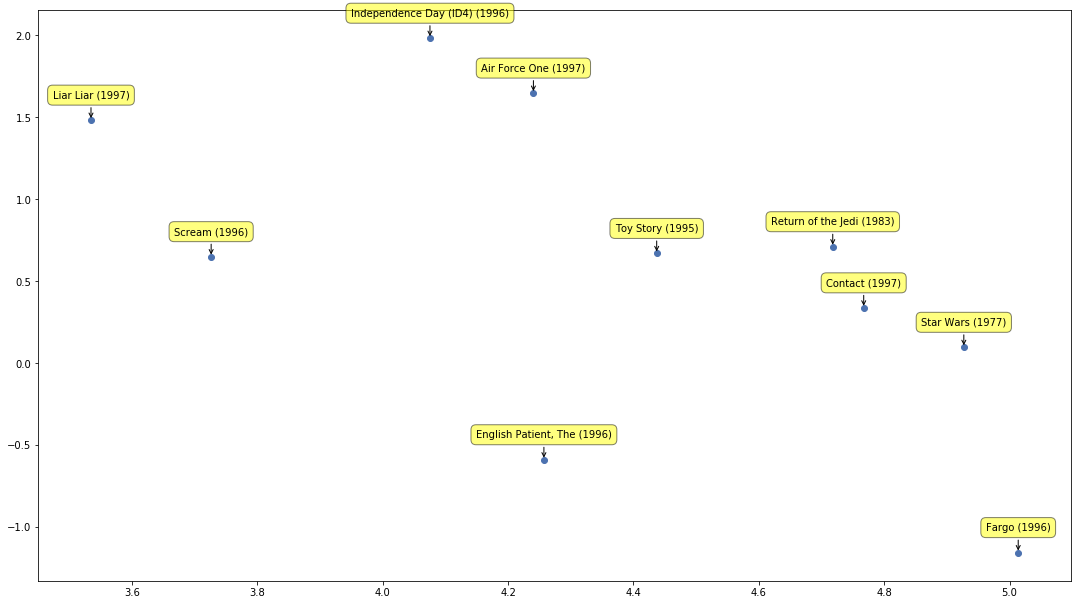 Independence Day (ID4) (1996)
2.0
Air Force One (1997)
Liar Liar (1997)
1.5
1.0
Return of the Jedi (1983)
Toy Story (1995)
Scream (1996)
0.5
Contact (1997)
Star Wars (1977)
0.0
English Patient, The (1996)
−0.5
Fargo (1996)
−1.0
3.6 3.8 4.0 4.2 4.4 4.6 4.8 5.0